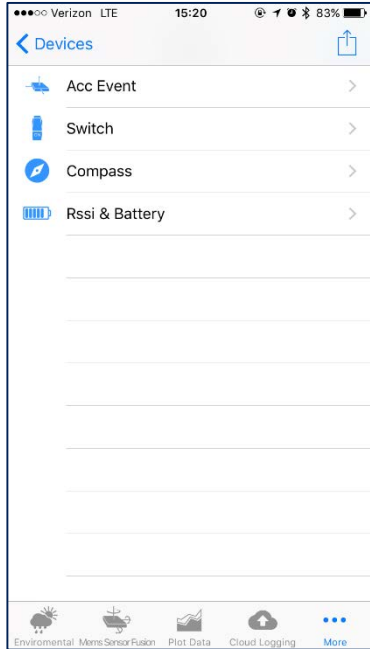 Verizon LTE 15:20 83%
Devices
Acc Event
Switch
Compass
Rssi & Battery
Enviromental Mems Sensor Fusion Plot Data Cloud Logging More